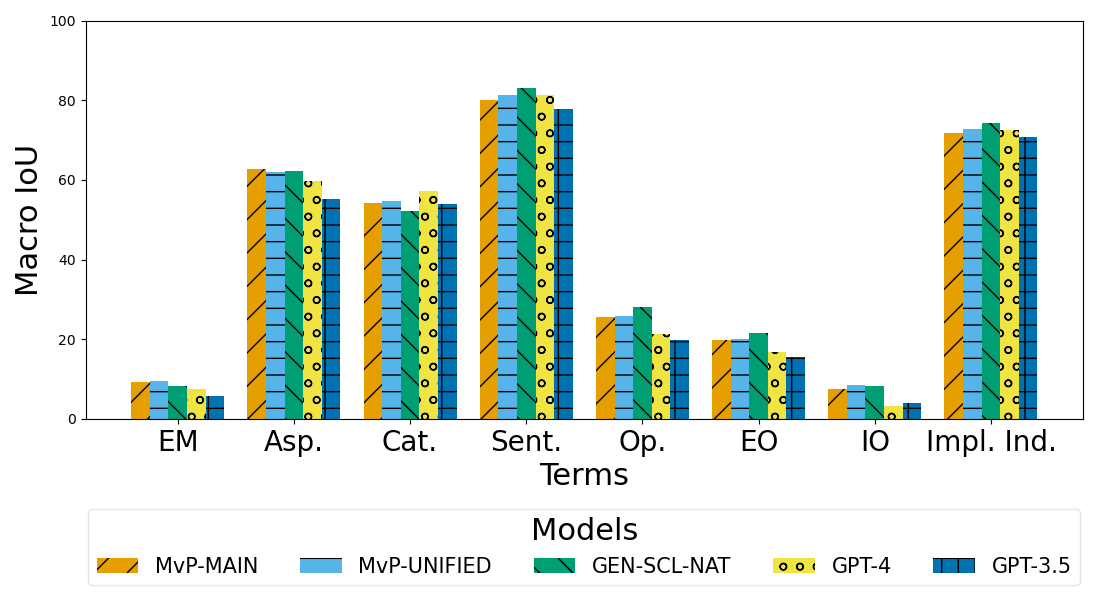 100
80
60
40
20
0
Macro IoU
EM Asp. Cat. Sent. Op. EO IO Impl. Ind.
Terms
Models
MvP-MAIN MvP-UNIFIED GEN-SCL-NAT GPT-4 GPT-3.5